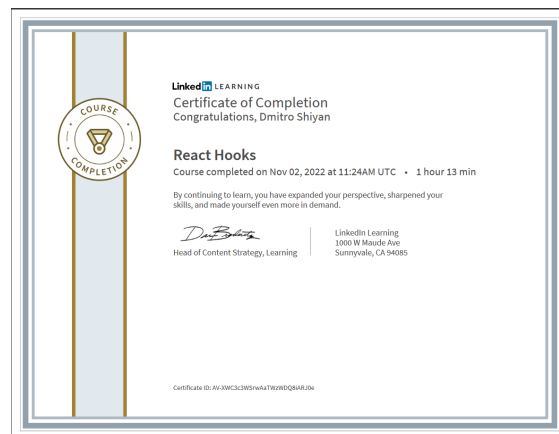 COURSE
COMPLETION
Linked in LEARNING
Certificate of Completion
Congratulations, Dmitro Shiyan
React Hooks
Course completed on Nov 02, 2022 at 11:24AM UTC • 1 hour 13 min
By continuing to learn, you have expanded your perspective, sharpened your
skills, and made yourself even more in demand.
Head of Content Strategy, Learning
LinkedIn Learning
1000 W Maude Ave
Sunnyvale, CA 94085
Certificate ID: